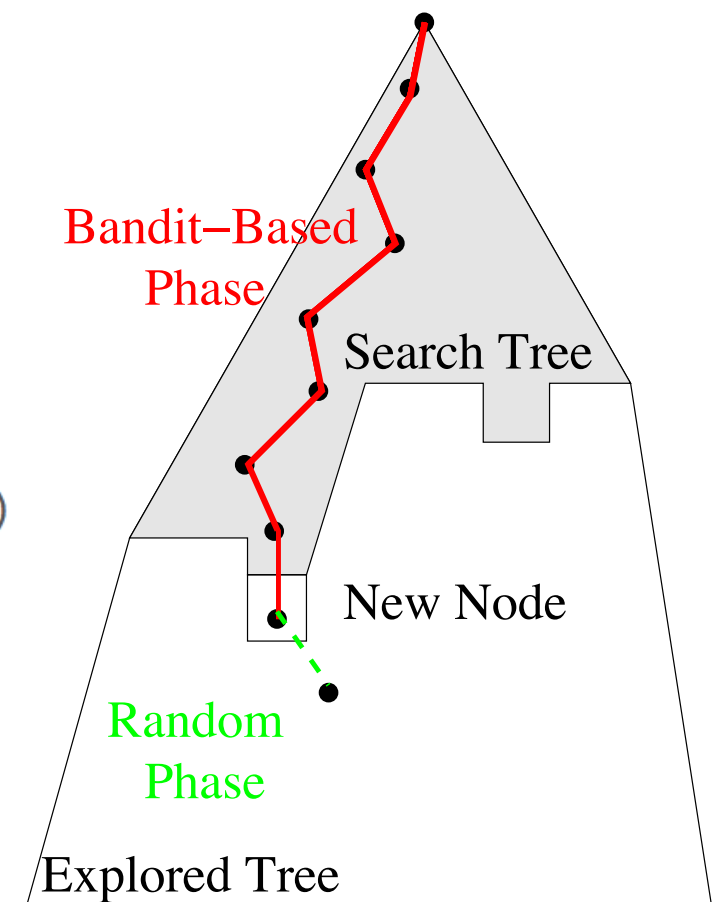 Bandit–Based
Phase
Search Tree
New Node
Random
Phase
Explored Tree